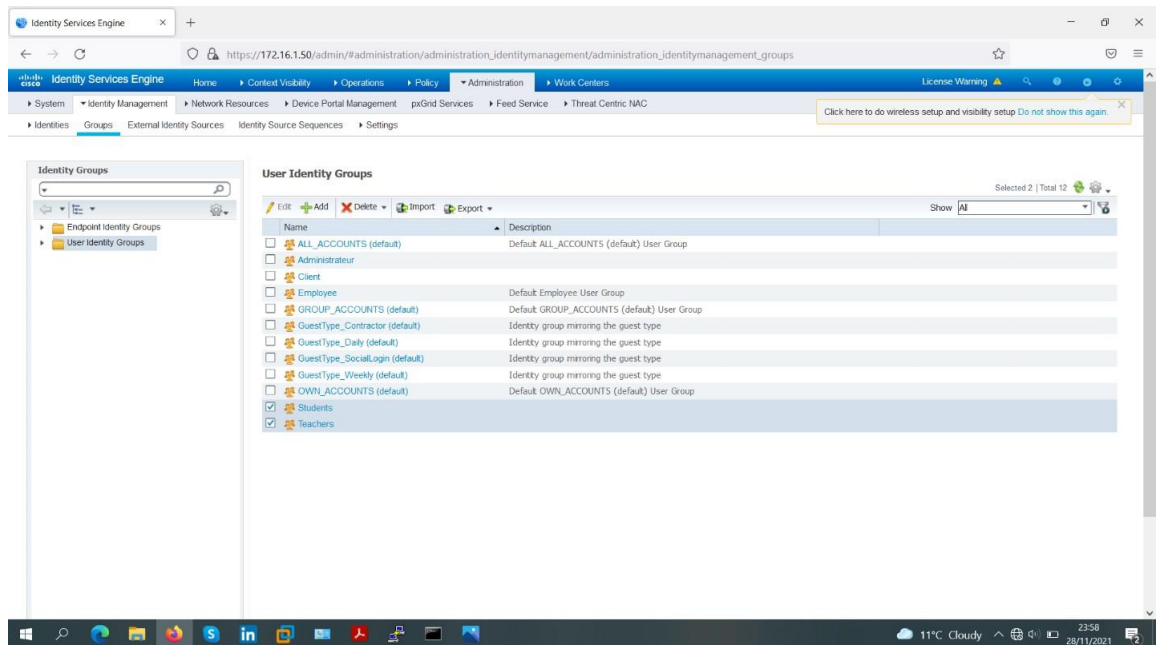 Identity Services Engine
https://172.16.1.50/admin/#administration/administration_identitymanagement/administration_identitymanagement_groups
cisco Identity Services Engine Home Context Visibility Operations Policy Administration Work Centers License Warning
System Identity Management Network Resources Device Portal Management pxGrid Services Feed Service Threat Centric NAC
Click here to do wireless setup and visibility setup Do not show this again.
Identities Groups External Identity Sources Identity Source Sequences Settings
Identity Groups
Endpoint Identity Groups
User Identity Groups
User Identity Groups
Selected 2 | Total 12
Edit Add Delete Import Export Show All
Name Description
ALL_ACCOUNTS (default) Default ALL_ACCOUNTS (default) User Group
Administrateur
Client
Employee Default Employee User Group
GROUP_ACCOUNTS (default) Default GROUP_ACCOUNTS (default) User Group
GuestType_Contractor (default) Identity group mirroring the guest type
GuestType_Daily (default) Identity group mirroring the guest type
GuestType_SocialLogin (default) Identity group mirroring the guest type
GuestType_Weekly (default) Identity group mirroring the guest type
OWN_ACCOUNTS (default) Default OWN_ACCOUNTS (default) User Group
Students
Teachers
11°C Cloudy
23:58
28/11/2021